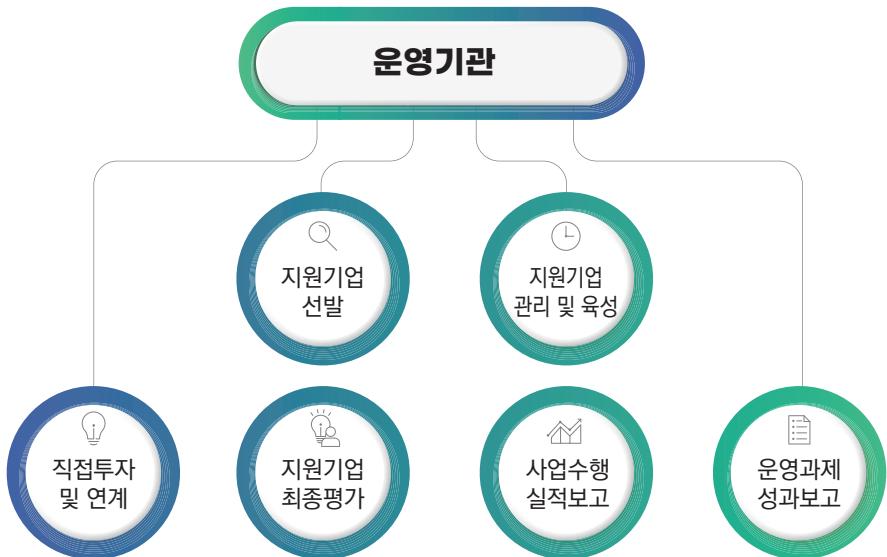 운영기관
지원기업
선발
지원기업
관리 및 육성
직접투자
및 연계
지원기업
최종평가
사업수행
실적보고
운영과제
성과보고